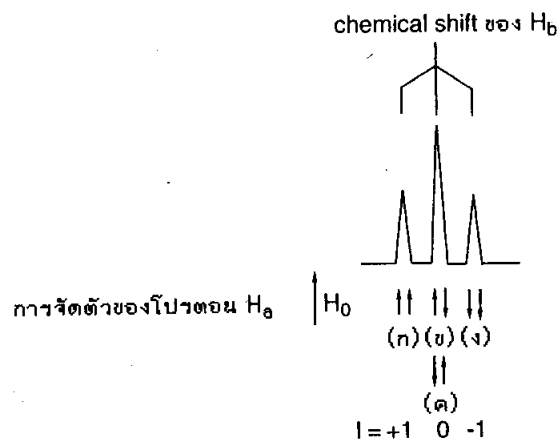 chemical shift ของ Hb
การจัดตัวของโปรตอน Ha
H0
(ก) (ข) (ง)
(ค)
I = +1 0 -1